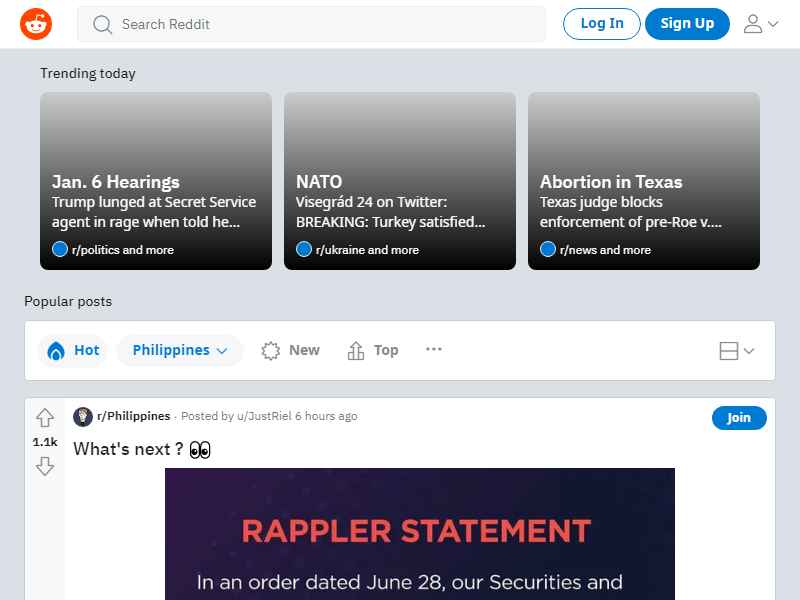 Search Reddit
Log In
Sign Up
Trending today
Jan. 6 Hearings
Trump lunged at Secret Service
agent in rage when told he...
r/politics and more
NATO
Visegrád 24 on Twitter:
BREAKING: Turkey satisfied...
r/ukraine and more
Abortion in Texas
Texas judge blocks
enforcement of pre-Roe v....
r/news and more
Popular posts
Hot
Philippines
New
Top
1.1k
r/Philippines · Posted by u/JustRiel 6 hours ago
Join
What's next ? 👀
RAPPLER STATEMENT
In an order dated June 28, our Securities and